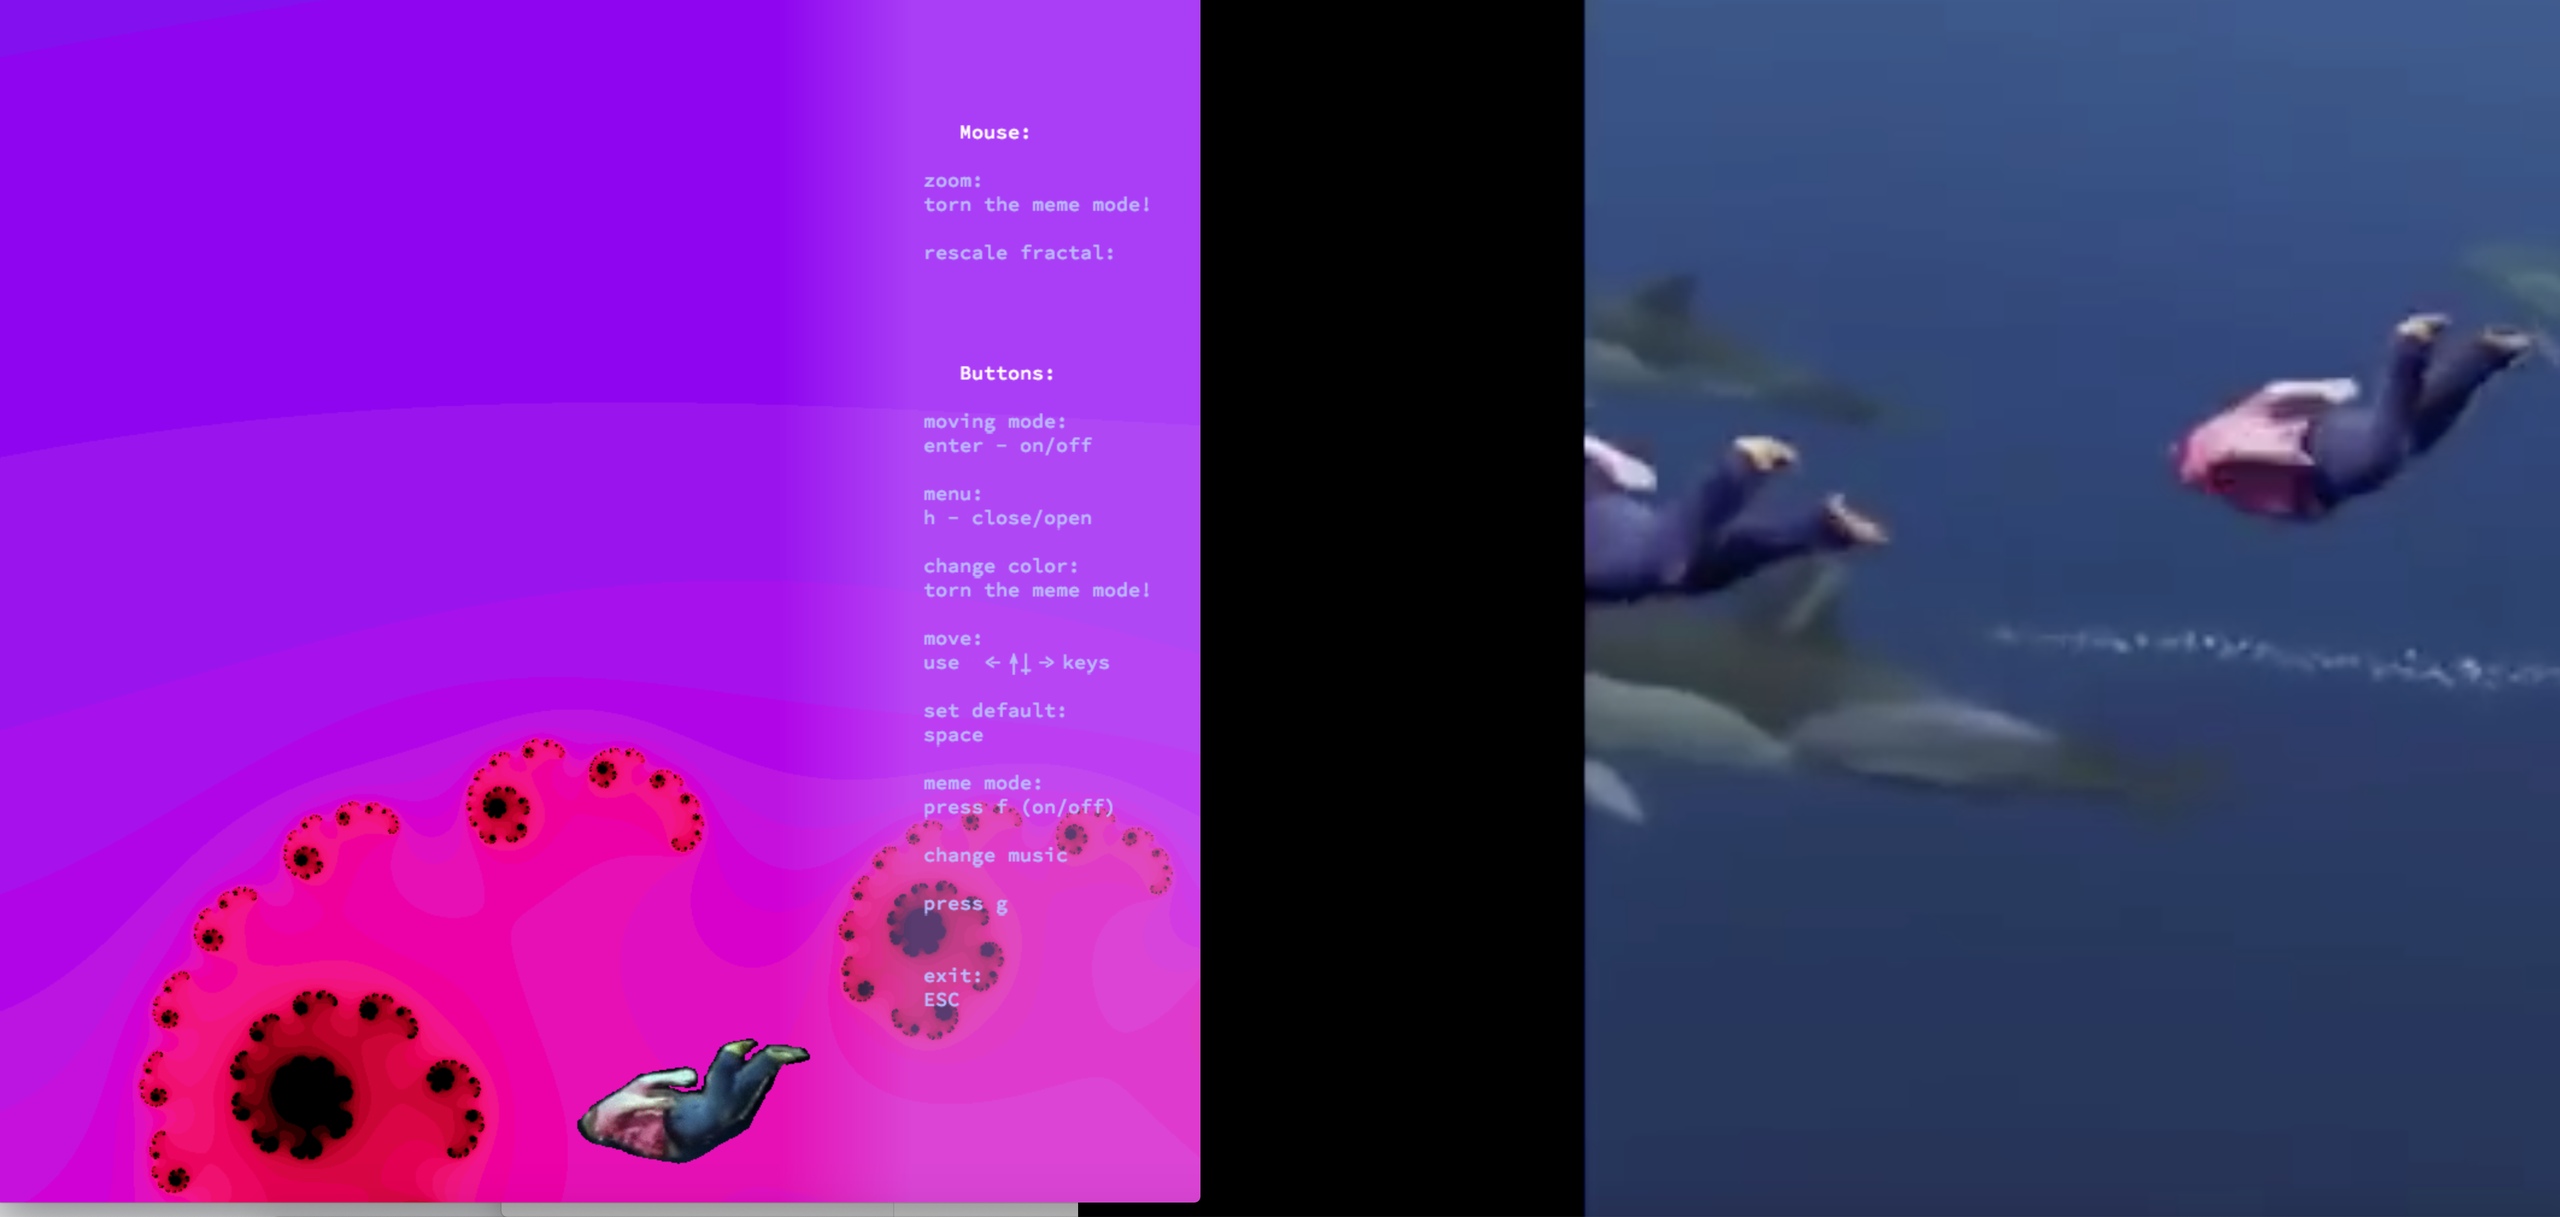 Mouse:
zoom:
torn the meme mode!
rescale fractal:
Buttons:
moving mode:
enter - on/off
menu:
h - close/open
change color:
torn the meme mode!
move:
use ←↑↓→ keys
set default:
space
meme mode:
press f (on/off)
change music
press g
exit:
ESC